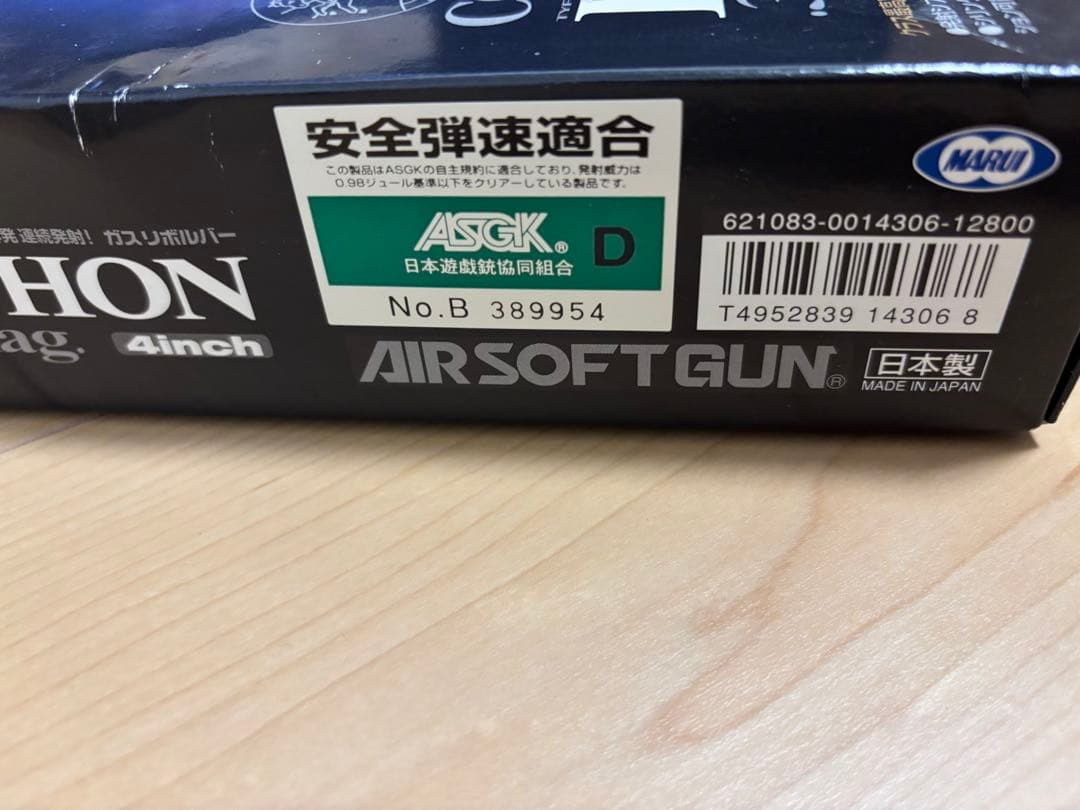 安全弾速適合
この製品はASGKの自主規約に適合しており、発射威力は
0.98ジュール基準以下をクリアーしている製品です。
ASGK® D
日本遊戯銃協同組合
No.B 389954
MARUI
621083-0014306-12800
T4952839 14306 8
発 連続発射! ガスリボルバー
HON
ag. 4inch
AIRSOFTGUN®
日本製
MADE IN JAPAN